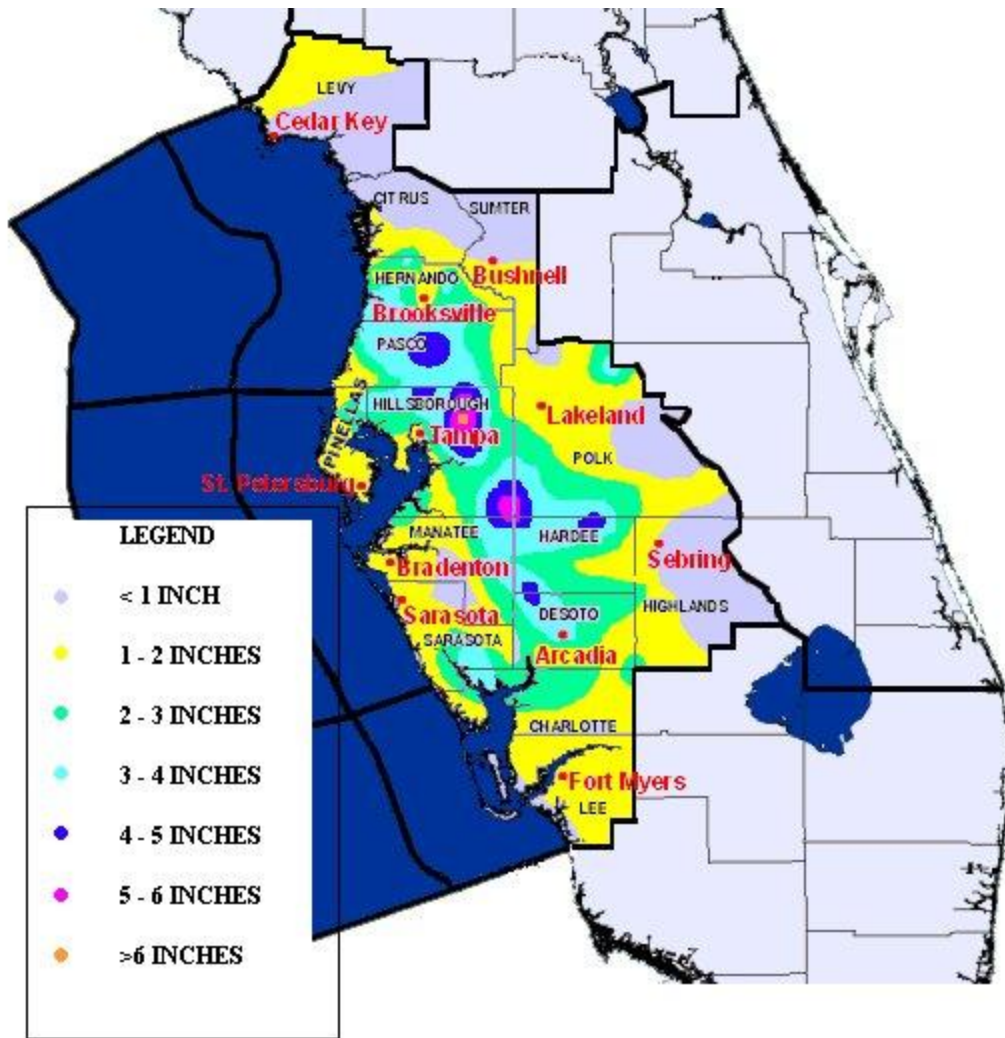 LEVY
Cedar Key
CITRUS
SUMTER
Bushnell
HERNANDO
Brooksville
PASCO
PINELLAS
HILLSBOROUGH
Lakeland
Tampa
POLK
St. Petersburg
MANATEE
HARDEE
Sebring
Bradenton
Sarasota
DESOTO
HIGHLANDS
SARASOTA
Arcadia
CHARLOTTE
Fort Myers
LEE
LEGEND
< 1 INCH
1 - 2 INCHES
2 - 3 INCHES
3 - 4 INCHES
4 - 5 INCHES
5 - 6 INCHES
>6 INCHES